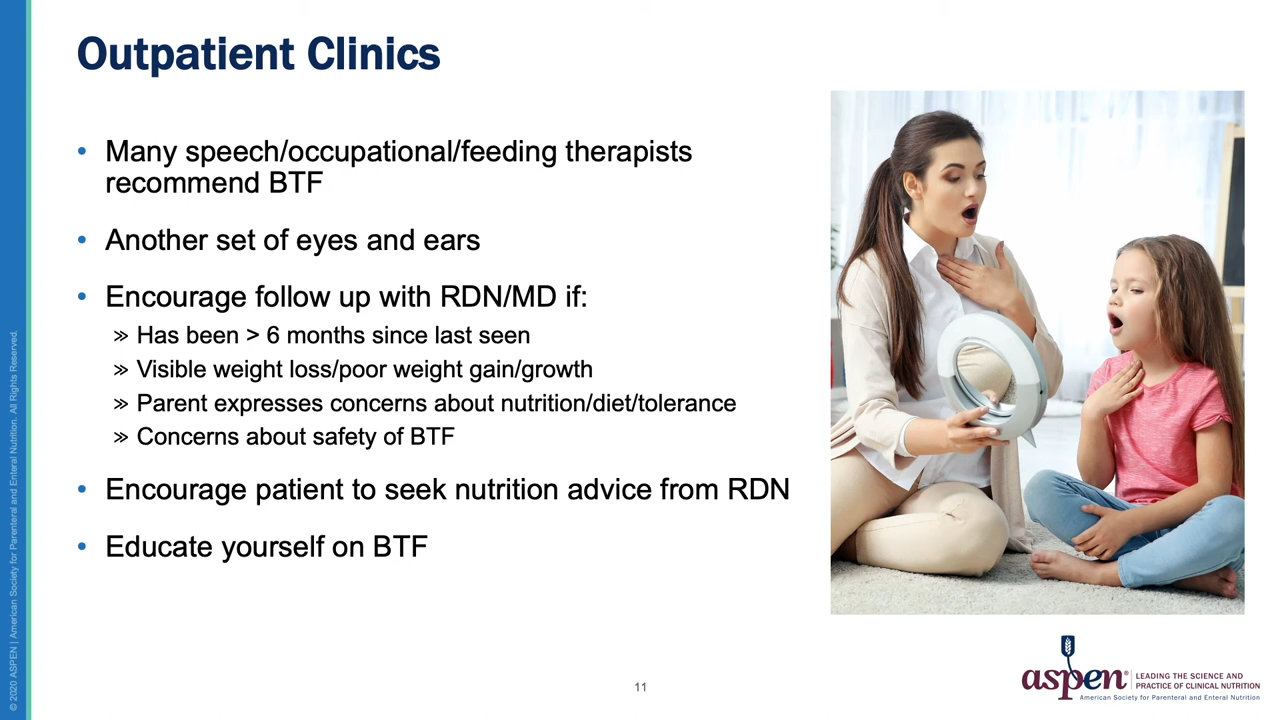 Outpatient Clinics
• Many speech/occupational/feeding therapists
recommend BTF
• Another set of eyes and ears
• Encourage follow up with RDN/MD if:
» Has been > 6 months since last seen
» Visible weight loss/poor weight gain/growth
» Parent expresses concerns about nutrition/diet/tolerance
» Concerns about safety of BTF
• Encourage patient to seek nutrition advice from RDN
• Educate yourself on BTF
© 2020 ASPEN | American Society for Parenteral and Enteral Nutrition. All Rights Reserved.
11
aspen®
LEADING THE SCIENCE AND
PRACTICE OF CLINICAL NUTRITION
American Society for Parenteral and Enteral Nutrition